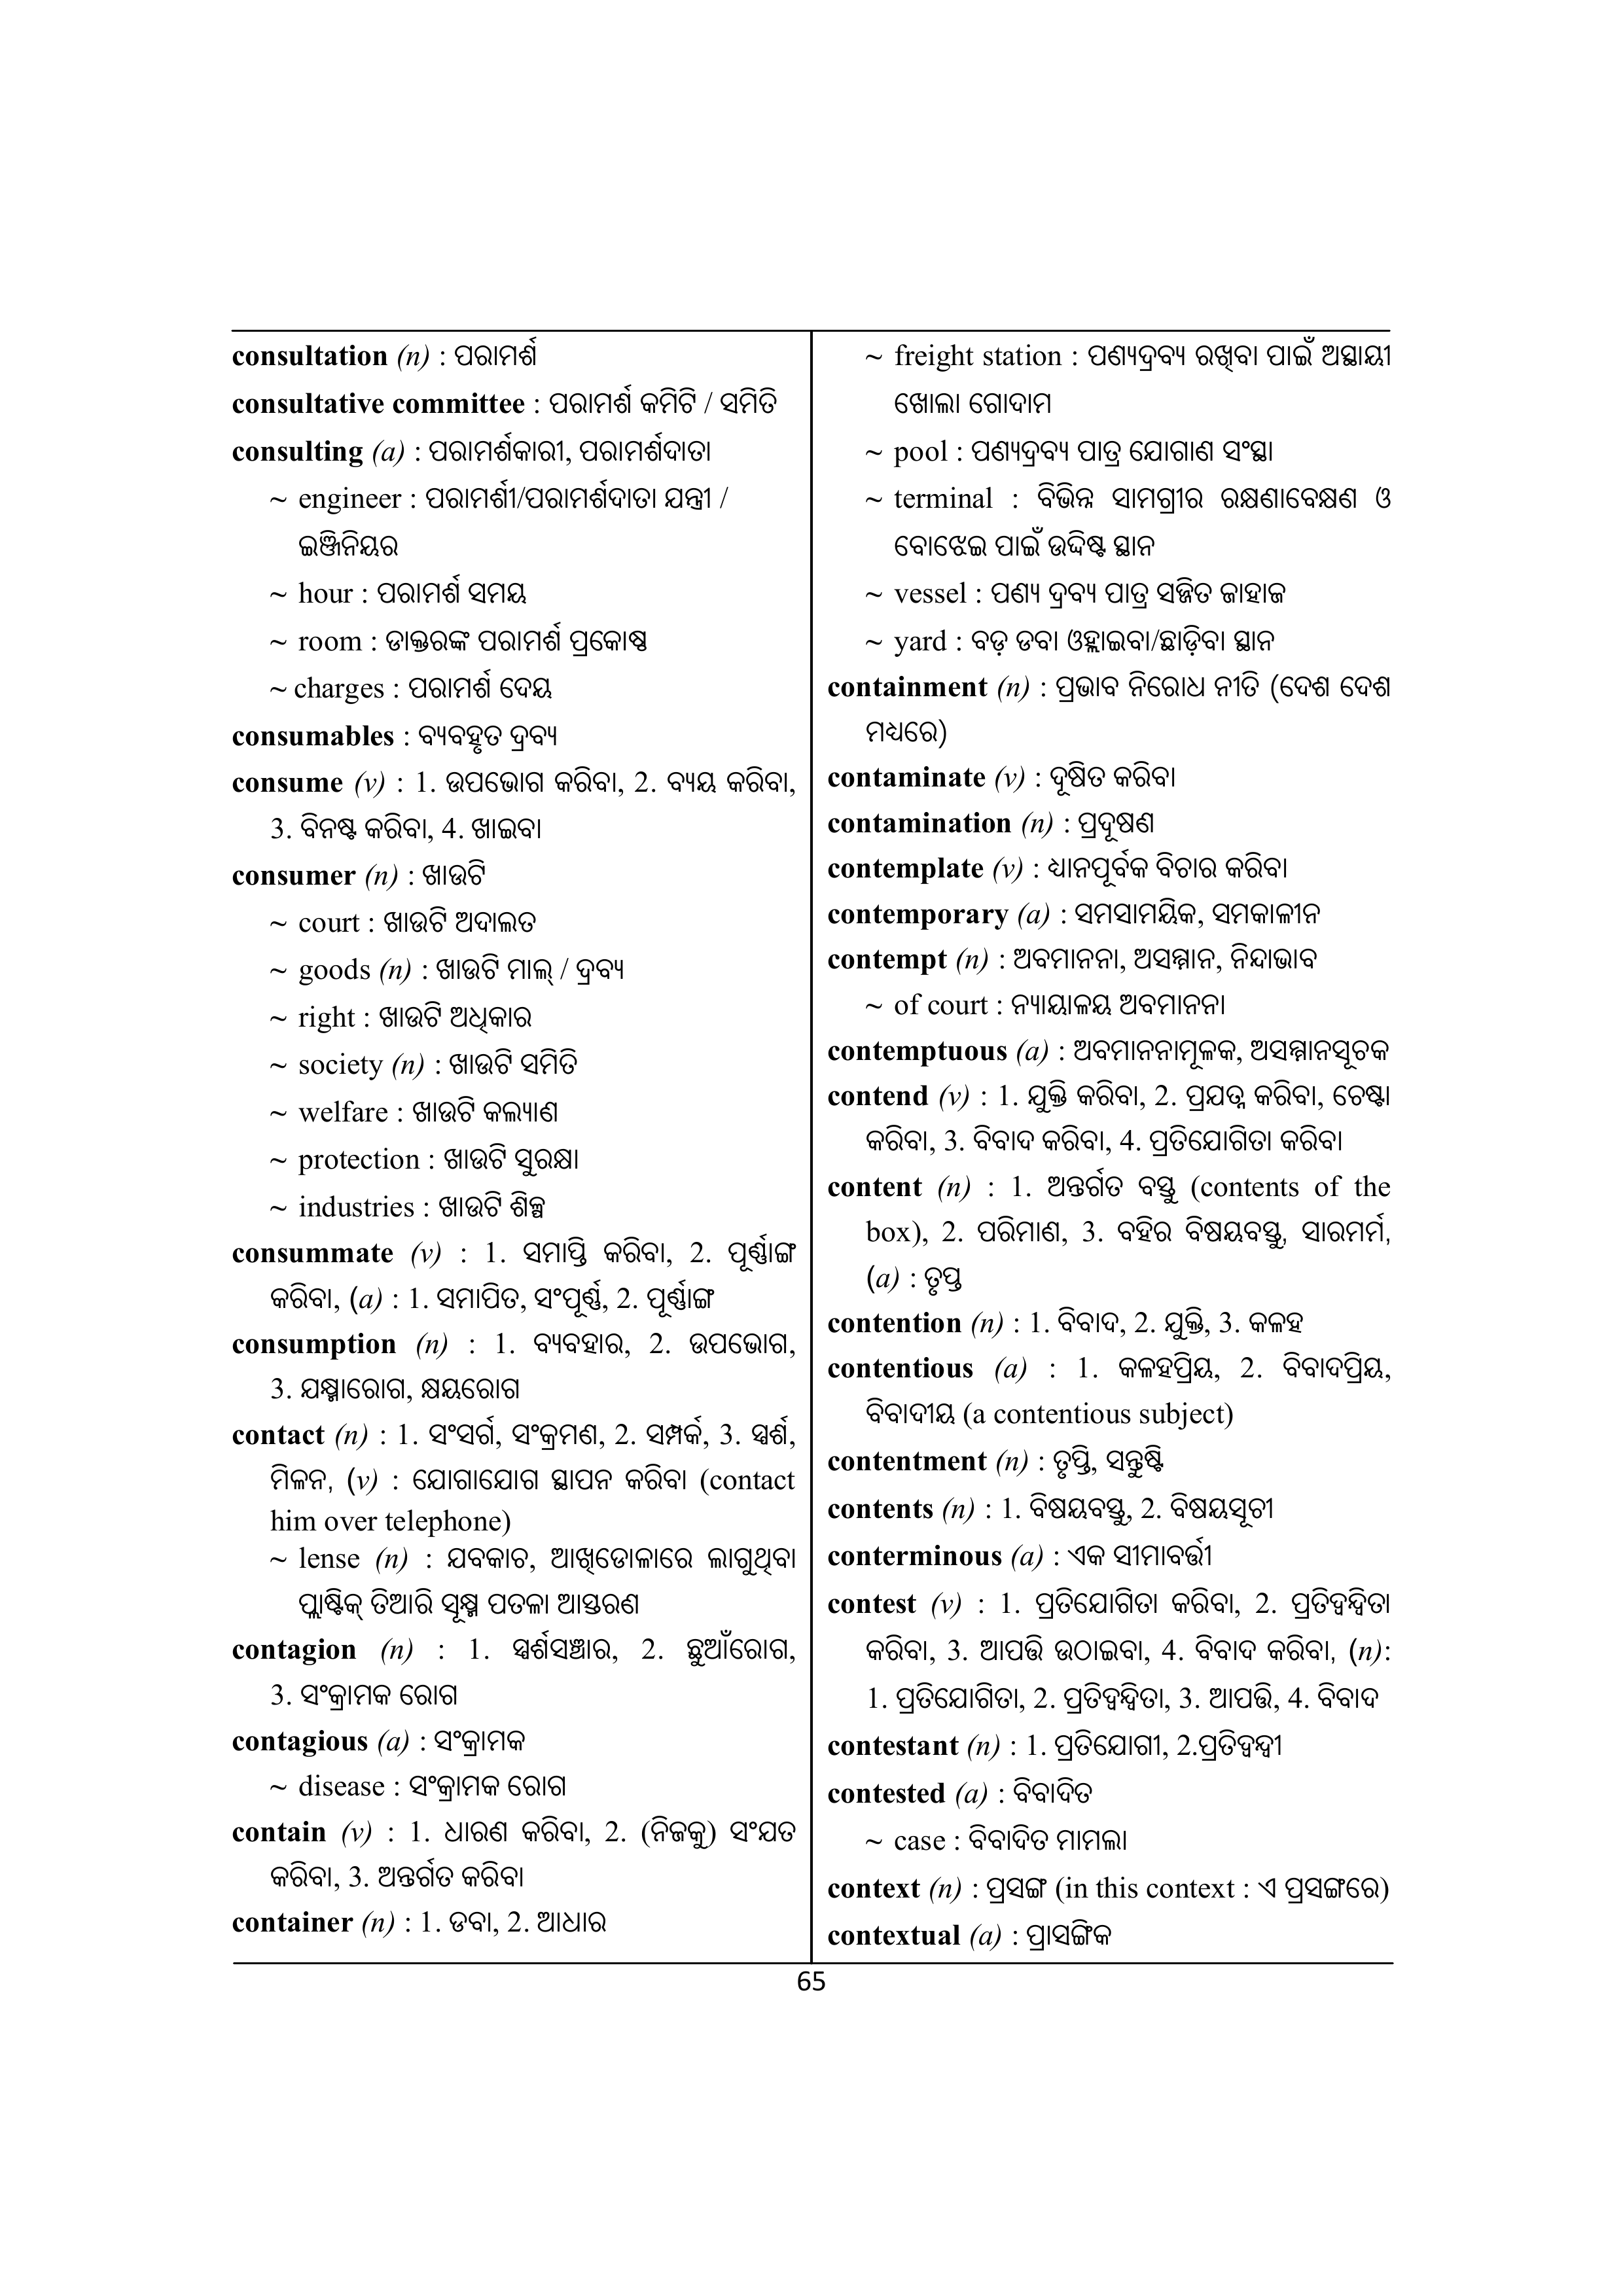 consultation (n) : ପରାମର୍ଶ
consultative committee : ପରାମର୍ଶ କମିଟି / ସମିତି
consulting (a) : ପରାମର୍ଶକାରୀ, ପରାମର୍ଶଦାତା
~ engineer : ପରାମର୍ଶୀ/ପରାମର୍ଶଦାତା ଯନ୍ତ୍ରୀ /
ଇଞ୍ଜିନିୟର
~ hour : ପରାମର୍ଶ ସମୟ
~ room : ଡାକ୍ତରଙ୍କ ପରାମର୍ଶ ପ୍ରକୋଷ୍ଠ
~ charges : ପରାମର୍ଶ ଦେୟ
consumables : ବ୍ୟବହୃତ ଦ୍ରବ୍ୟ
consume (v) : 1. ଉପଭୋଗ କରିବା, 2. ବ୍ୟୟ କରିବା,
3. ବିନଷ୍ଟ କରିବା, 4. ଖାଇବା
consumer (n) : ଖାଉଟି
~ court : ଖାଉଟି ଅଦାଲତ
~ goods (n) : ଖାଉଟି ମାଲ୍ / ଦ୍ରବ୍ୟ
~ right : ଖାଉଟି ଅଧିକାର
~ society (n) : ଖାଉଟି ସମିତି
~ welfare : ଖାଉଟି କଲ୍ୟାଣ
~ protection : ଖାଉଟି ସୁରକ୍ଷା
~ industries : ଖାଉଟି ଶିଳ୍ପ
consummate (v) : 1. ସମାପ୍ତି କରିବା, 2. ପୂର୍ଣ୍ଣାଙ୍ଗ
କରିବା, (a) : 1. ସମାପିତ, ସଂପୂର୍ଣ୍ଣ, 2. ପୂର୍ଣ୍ଣାଙ୍ଗ
consumption (n) : 1. ବ୍ୟବହାର, 2. ଉପଭୋଗ,
3. ଯକ୍ଷ୍ମାରୋଗ, କ୍ଷୟରୋଗ
contact (n) : 1. ସଂସର୍ଗ, ସଂକ୍ରମଣ, 2. ସମ୍ପର୍କ, 3. ସ୍ପର୍ଶ,
ମିଳନ, (v) : ଯୋଗାଯୋଗ ସ୍ଥାପନ କରିବା (contact
him over telephone)
~ lense (n) : ଯବକାଚ, ଆଖିଡୋଳାରେ ଲାଗୁଥିବା
ପ୍ଲାଷ୍ଟିକ୍ ତିଆରି ସୂକ୍ଷ୍ମ ପତଳା ଆସ୍ତରଣ
contagion (n) : 1. ସ୍ପର୍ଶସଞ୍ଚାର, 2. ଛୁଆଁରୋଗ,
3. ସଂକ୍ରାମକ ରୋଗ
contagious (a) : ସଂକ୍ରାମକ
~ disease : ସଂକ୍ରାମକ ରୋଗ
contain (v) : 1. ଧାରଣ କରିବା, 2. (ନିଜକୁ) ସଂଯତ
କରିବା, 3. ଅନ୍ତର୍ଗତ କରିବା
container (n) : 1. ଡବା, 2. ଆଧାର
~ freight station : ପଣ୍ୟଦ୍ରବ୍ୟ ରଖିବା ପାଇଁ ଅସ୍ଥାୟୀ
ଖୋଲା ଗୋଦାମ
~ pool : ପଣ୍ୟଦ୍ରବ୍ୟ ପାତ୍ର ଯୋଗାଣ ସଂସ୍ଥା
~ terminal : ବିଭିନ୍ନ ସାମଗ୍ରୀର ରକ୍ଷଣାବେକ୍ଷଣ ଓ
ବୋଝେଇ ପାଇଁ ଉଦ୍ଦିଷ୍ଟ ସ୍ଥାନ
~ vessel : ପଣ୍ୟ ଦ୍ରବ୍ୟ ପାତ୍ର ସଜ୍ଜିତ ଜାହାଜ
~ yard : ବଡ଼ ଡବା ଓହ୍ଲାଇବା/ଛାଡ଼ିବା ସ୍ଥାନ
containment (n) : ପ୍ରଭାବ ନିରୋଧ ନୀତି (ଦେଶ ଦେଶ
ମଧ୍ୟରେ)
contaminate (v) : ଦୂଷିତ କରିବା
contamination (n) : ପ୍ରଦୂଷଣ
contemplate (v) : ଧ୍ୟାନପୂର୍ବକ ବିଚାର କରିବା
contemporary (a) : ସମସାମୟିକ, ସମକାଳୀନ
contempt (n) : ଅବମାନନା, ଅସମ୍ମାନ, ନିନ୍ଦାଭାବ
~ of court : ନ୍ୟାୟାଳୟ ଅବମାନନା
contemptuous (a) : ଅବମାନନାମୂଳକ, ଅସମ୍ମାନସୂଚକ
contend (v) : 1. ଯୁକ୍ତି କରିବା, 2. ପ୍ରଯତ୍ନ କରିବା, ଚେଷ୍ଟା
କରିବା, 3. ବିବାଦ କରିବା, 4. ପ୍ରତିଯୋଗିତା କରିବା
content (n) : 1. ଅନ୍ତର୍ଗତ ବସ୍ତୁ (contents of the
box), 2. ପରିମାଣ, 3. ବହିର ବିଷୟବସ୍ତୁ, ସାରମର୍ମ,
(a) : ତୃପ୍ତ
contention (n) : 1. ବିବାଦ, 2. ଯୁକ୍ତି, 3. କଳହ
contentious (a) : 1. କଳହପ୍ରିୟ, 2. ବିବାଦପ୍ରିୟ,
ବିବାଦୀୟ (a contentious subject)
contentment (n) : ତୃପ୍ତି, ସନ୍ତୁଷ୍ଟି
contents (n) : 1. ବିଷୟବସ୍ତୁ, 2. ବିଷୟସୂଚୀ
conterminous (a) : ଏକ ସୀମାବର୍ତ୍ତୀ
contest (v) : 1. ପ୍ରତିଯୋଗିତା କରିବା, 2. ପ୍ରତିଦ୍ୱନ୍ଦ୍ୱିତା
କରିବା, 3. ଆପତ୍ତି ଉଠାଇବା, 4. ବିବାଦ କରିବା, (n):
1. ପ୍ରତିଯୋଗିତା, 2. ପ୍ରତିଦ୍ୱନ୍ଦ୍ୱିତା, 3. ଆପତ୍ତି, 4. ବିବାଦ
contestant (n) : 1. ପ୍ରତିଯୋଗୀ, 2.ପ୍ରତିଦ୍ୱନ୍ଦ୍ୱୀ
contested (a) : ବିବାଦିତ
~ case : ବିବାଦିତ ମାମଲା
context (n) : ପ୍ରସଙ୍ଗ (in this context : ଏ ପ୍ରସଙ୍ଗରେ)
contextual (a) : ପ୍ରାସଙ୍ଗିକ
65